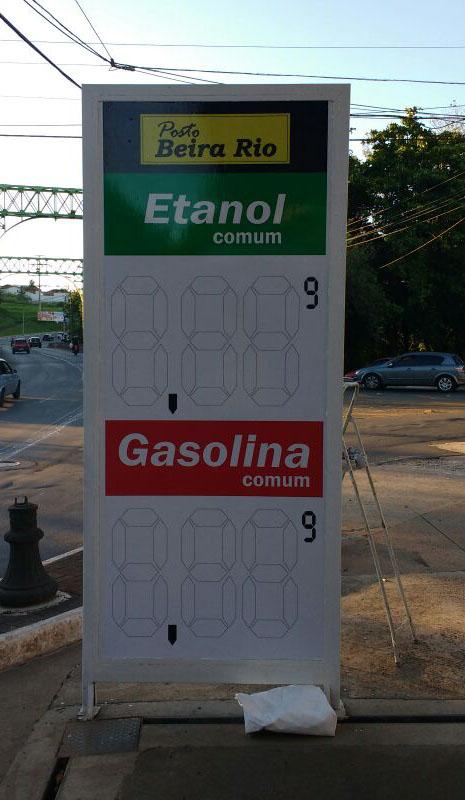 Posto
Beira Rio
Etanol
comum
9
Gasolina
comum
9